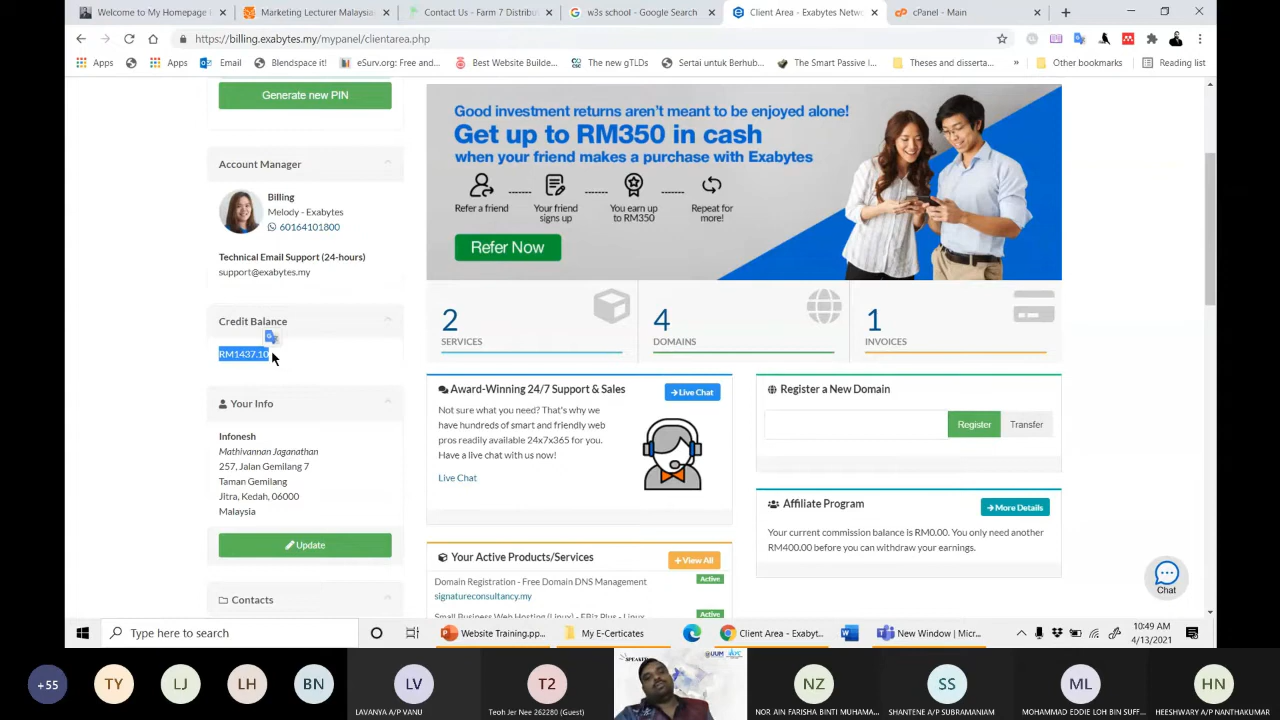 Welcome to My Homepage
Marketing Lecturer Malaysia
Contact Us - Farm 7 Distribut
w3s school - Google Search
Client Area - Exabytes Netwo
cPanel - Main
https://billing.exabytes.my/mypanel/clientarea.php
Apps
Apps
Email
Blendspace it!
eSurv.org: Free and...
Best Website Builde...
The new gTLDs
Sertai untuk Berhub...
The Smart Passive I...
Theses and disserta...
»
Other bookmarks
Reading list
Generate new PIN
Account Manager
Billing
Melody - Exabytes
60164101800
Technical Email Support (24-hours)
support@exabytes.my
Credit Balance
RM1437.10
Your Info
Infonesh
Mathivannan Jaganathan
257, Jalan Gemilang 7
Taman Gemilang
Jitra, Kedah, 06000
Malaysia
Update
Contacts
Good investment returns aren't meant to be enjoyed alone!
Get up to RM350 in cash
when your friend makes a purchase with Exabytes
Refer a friend
Your friend signs up
You earn up to RM350
Repeat for more!
Refer Now
2
SERVICES
4
DOMAINS
1
INVOICES
Award-Winning 24/7 Support & Sales
Live Chat
Not sure what you need? That's why we
have hundreds of smart and friendly web
pros readily available 24x7x365 for you.
Have a live chat with us now!
Live Chat
Register a New Domain
Register
Transfer
Affiliate Program
More Details
Your current commission balance is RM0.00. You only need another
RM400.00 before you can withdraw your earnings.
Your Active Products/Services
+ View All
Domain Registration - Free Domain DNS Management
Active
signatureconsultancy.my
Small Business Web Hosting (Linux) - EBiz Plus - Linux
Active
Chat
Type here to search
Website Training.pp...
My E-Certicates
Client Area - Exabyt...
New Window | Micr...
10:49 AM
4/13/2021
+55
TY
LJ
LH
BN
LV
LAVANYA A/P VANU
T2
Teoh Jer Nee 262280 (Guest)
SPEAKER
UUM
NZ
NOR AIN FARISHA BINTI MUHAMA...
SS
SHANTENE A/P SUBRAMANIAM
ML
MOHAMMAD EDDIE LOH BIN SUFF...
HN
HEESHWARY A/P NANTHAKUMAR